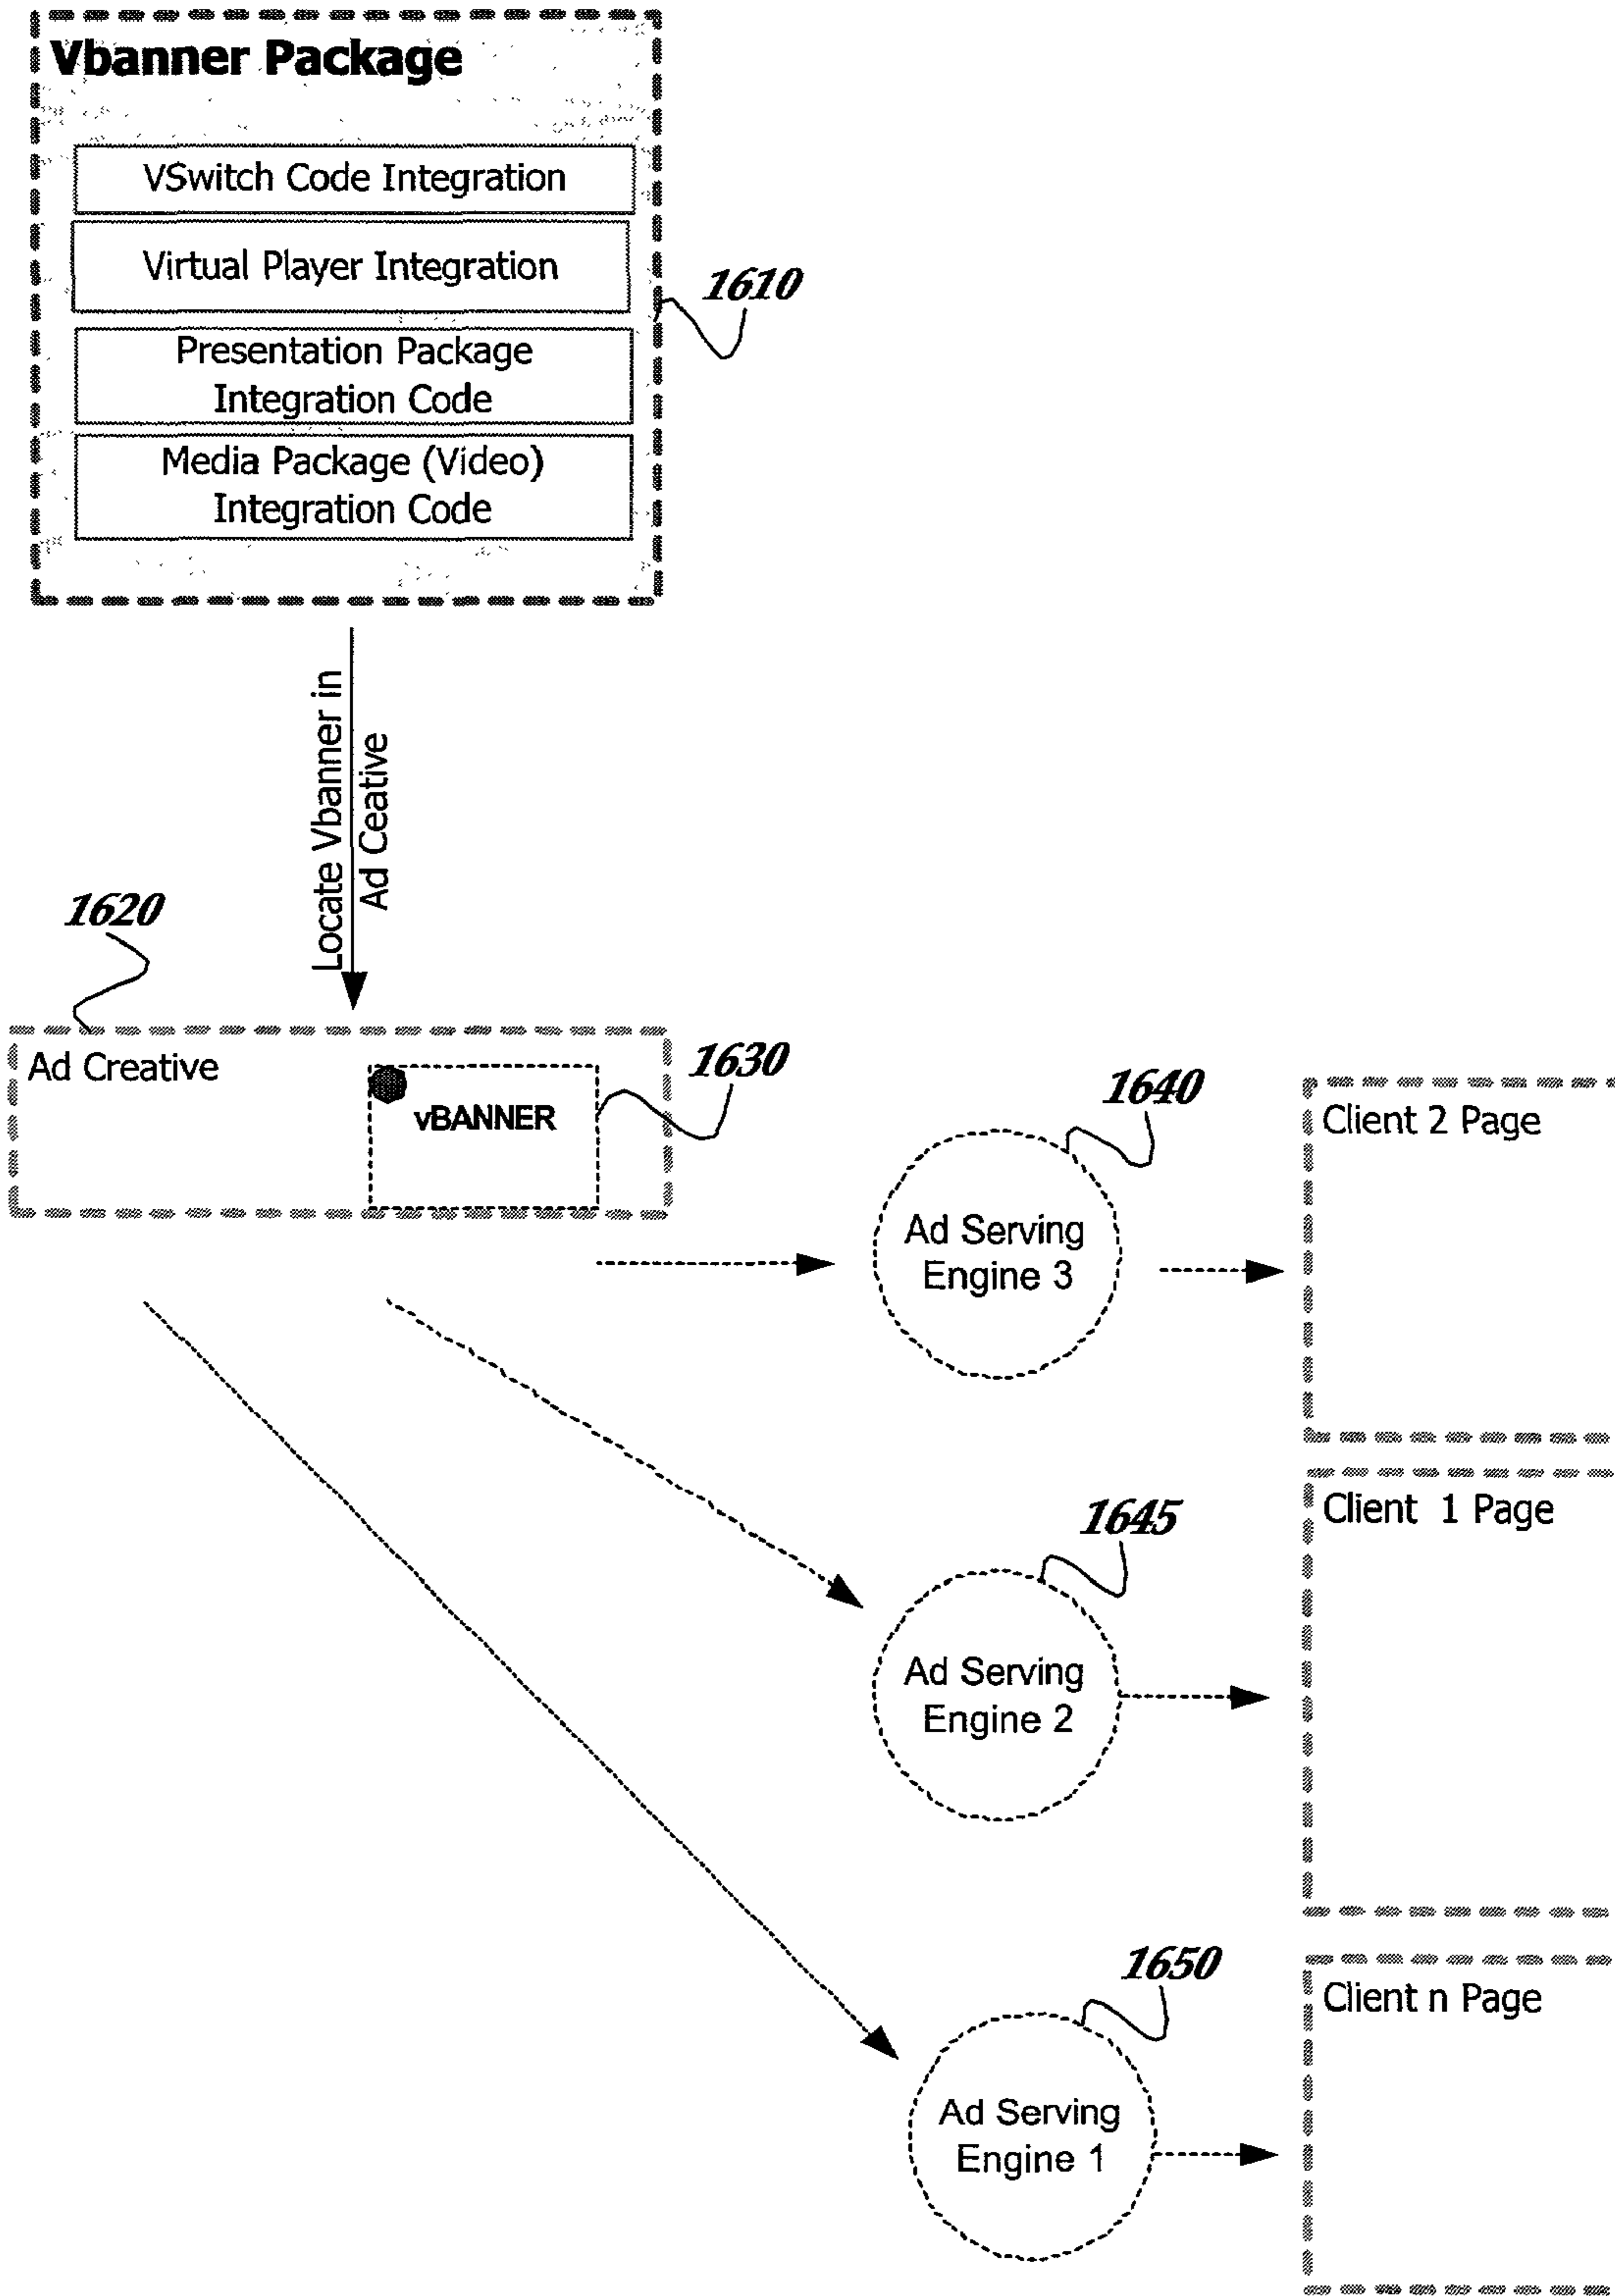 Vbanner Package
VSwitch Code Integration
Virtual Player Integration
1610
Presentation Package
Integration Code
Media Package (Video)
Integration Code
Locate Vbanner in
Ad Ceative
1620
Ad Creative
vBANNER
1630
1640
Ad Serving
Engine 3
Client 2 Page
1645
Ad Serving
Engine 2
Client 1 Page
1650
Ad Serving
Engine 1
Client n Page